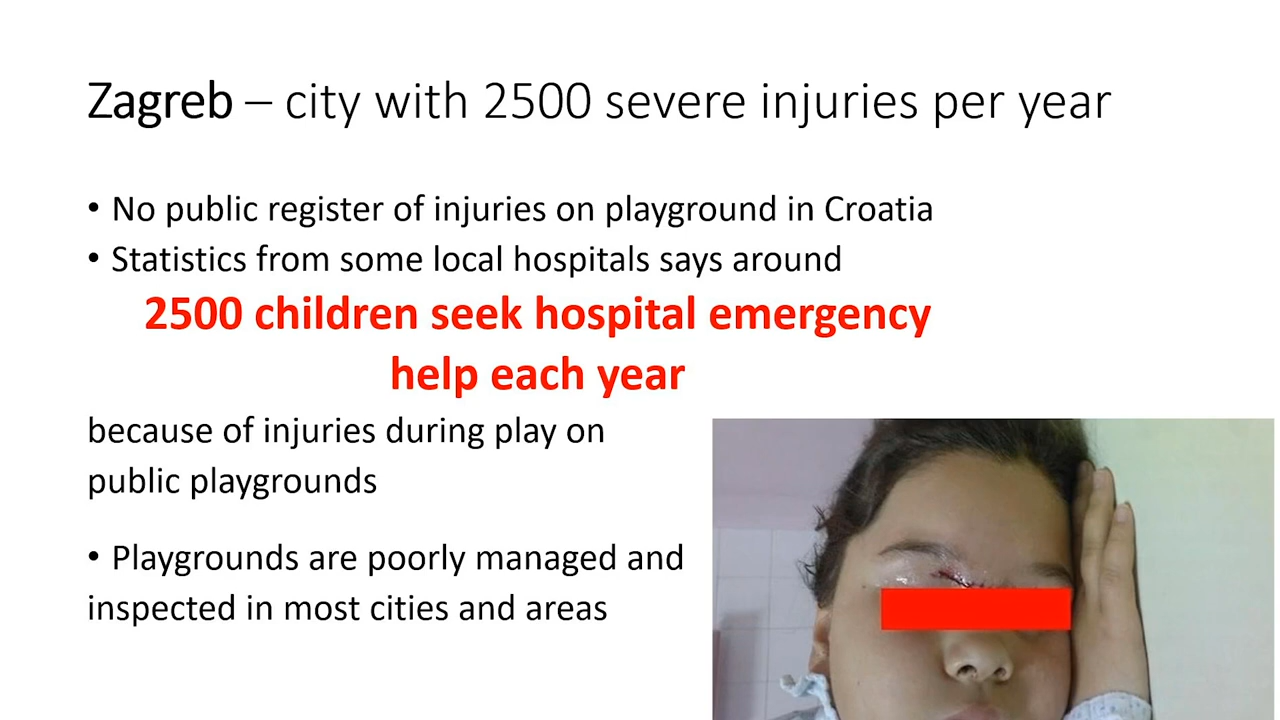 Zagreb – city with 2500 severe injuries per year
• No public register of injuries on playground in Croatia
• Statistics from some local hospitals says around
2500 children seek hospital emergency
help each year
because of injuries during play on
public playgrounds
• Playgrounds are poorly managed and
inspected in most cities and areas